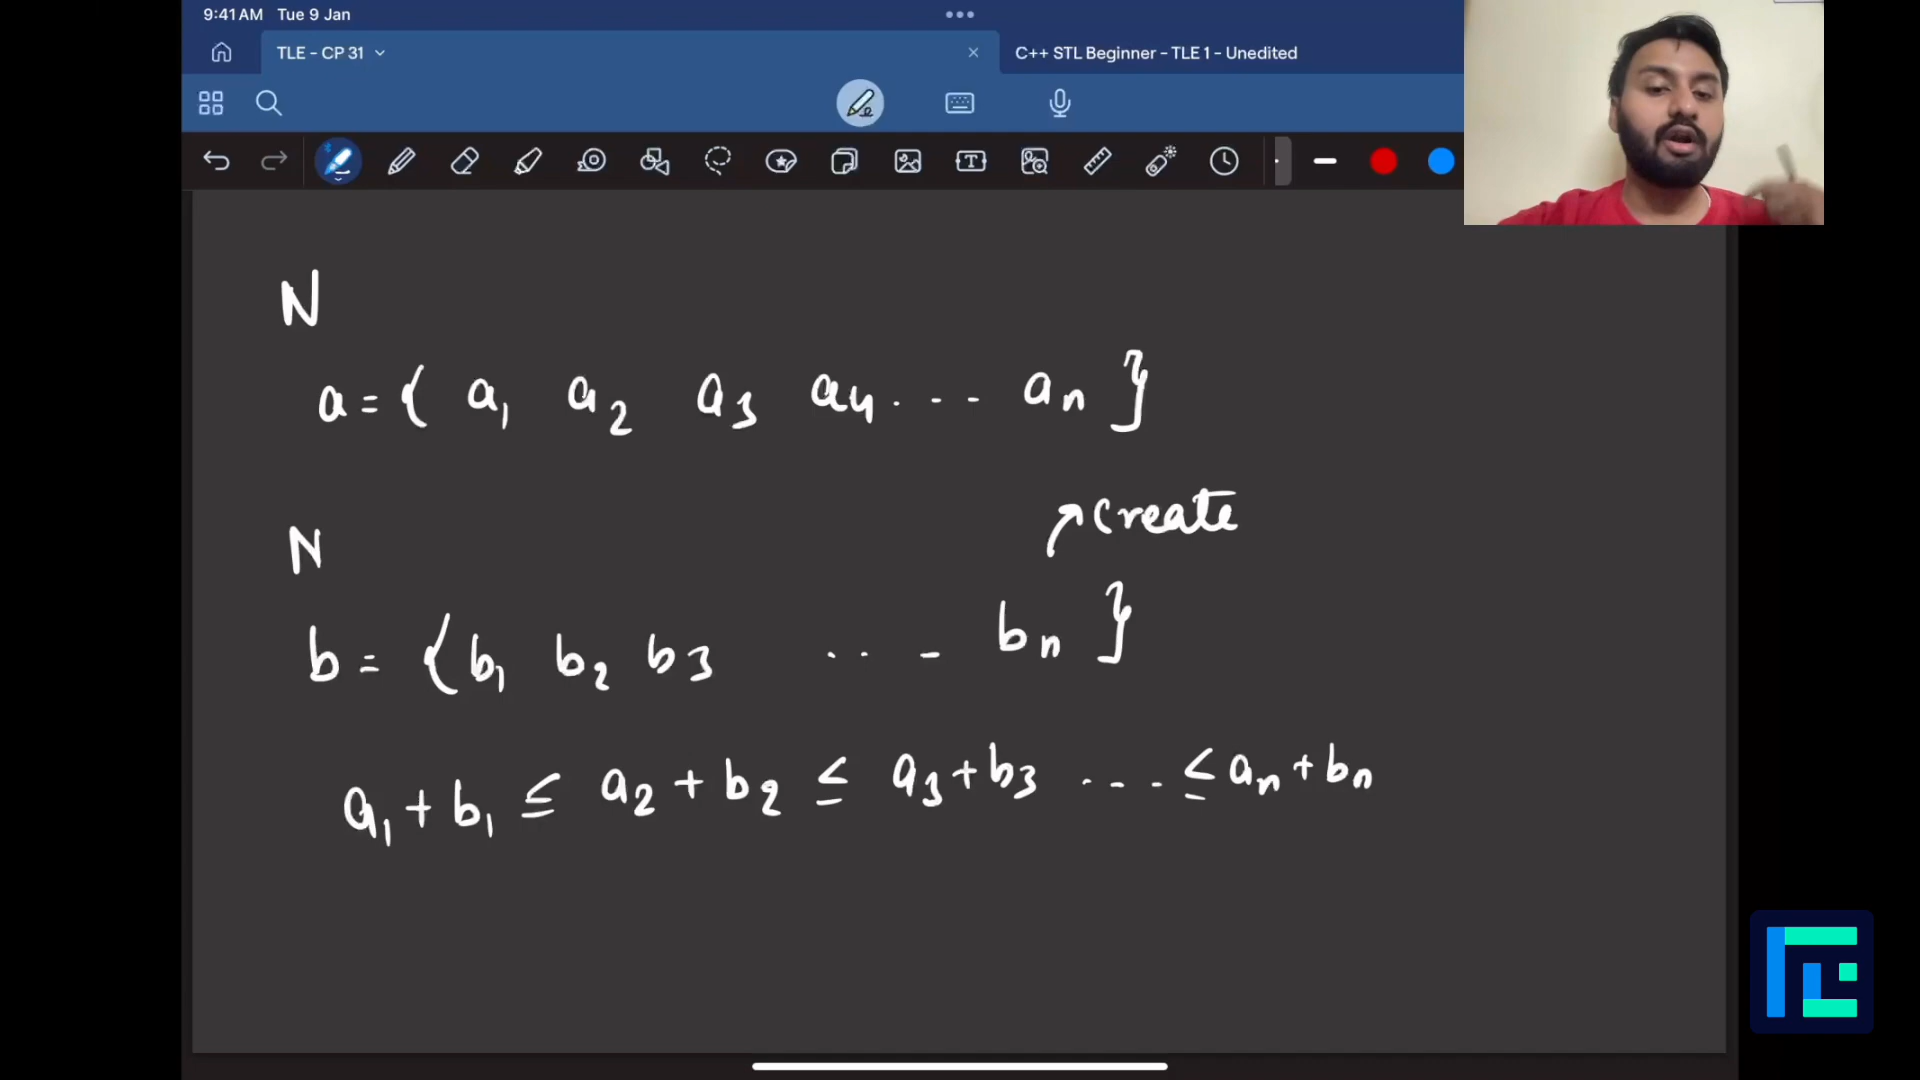 9:41 AM Tue 9 Jan
TLE - CP 31
C++ STL Beginner - TLE 1 - Unedited
N
a = { a₁ a₂ a₃ a₄ . - - - aₙ }
create
N
b = { b₁ b₂ b₃ . . - bₙ }
a₁ + b₁ ≤ a₂ + b₂ ≤ a₃ + b₃ . - - . ≤ aₙ + bₙ